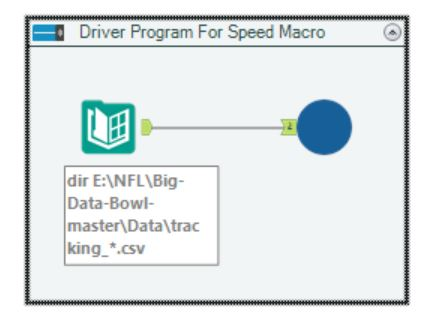 Driver Program For Speed Macro
dir E:\NFL\Big-
Data-Bowl-
master\Data\trac
king_*.csv